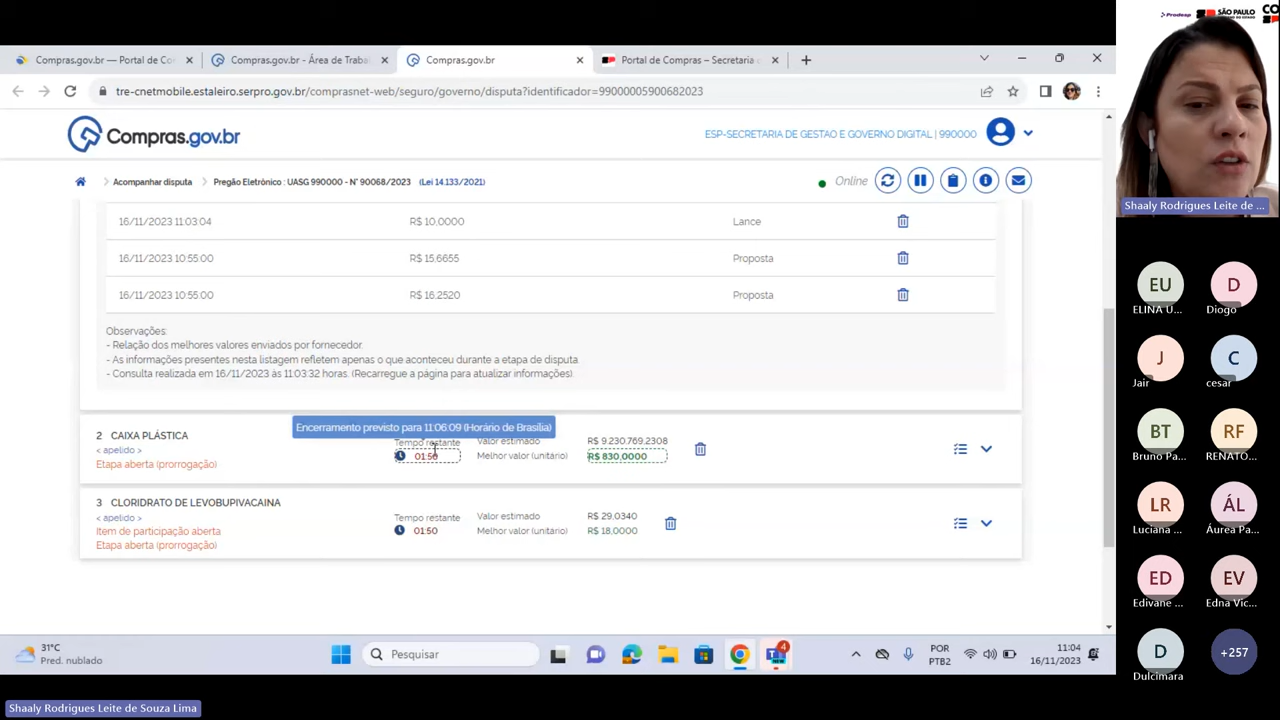 Prodesp
SÃO PAULO
Compras.gov.br — Portal de Co
Compras.gov.br - Área de Traba
Compras.gov.br
Portal de Compras – Secretaria d
tre-cnetmobile.estaleiro.serpro.gov.br/comprasnet-web/seguro/governo/disputa?identificador=99000005900682023
Compras.gov.br
ESP-SECRETARIA DE GESTAO E GOVERNO DIGITAL | 990000
Acompanhar disputa
Pregão Eletrônico : UASG 990000 - N° 90068/2023 (Lei 14.133/2021)
Online
16/11/2023 11:03:04 R$ 10,0000 Lance
16/11/2023 10:55:00 R$ 15,6655 Proposta
16/11/2023 10:55:00 R$ 16,2520 Proposta
Observações:
- Relação dos melhores valores enviados por fornecedor.
- As informações presentes nesta listagem refletem apenas o que aconteceu durante a etapa de disputa.
- Consulta realizada em 16/11/2023 às 11:03:32 horas. (Recarregue a página para atualizar informações).
Encerramento previsto para 11:06:09 (Horário de Brasília)
2 CAIXA PLÁSTICA
< apelido >
Etapa aberta (prorrogação)
Tempo restante
01:50
Valor estimado R$ 9.230.769,2308
Melhor valor (unitário) R$ 830,0000
3 CLORIDRATO DE LEVOBUPIVACAINA
< apelido >
Item de participação aberta
Etapa aberta (prorrogação)
Tempo restante
01:50
Valor estimado R$ 29,0340
Melhor valor (unitário) R$ 18,0000
31°C
Pred. nublado
Pesquisar
4
POR
PTB2
11:04
16/11/2023
Shaaly Rodrigues Leite de Souza Lima
Shaaly Rodrigues Leite de ...
EU
ELINA U...
D
Diogo
J
Jair
C
cesar
BT
Bruno Pa...
RF
RENATO...
LR
Luciana ...
ÁL
Áurea Pa...
ED
Edivane ...
EV
Edna Vic...
D
Dulcimara
+257